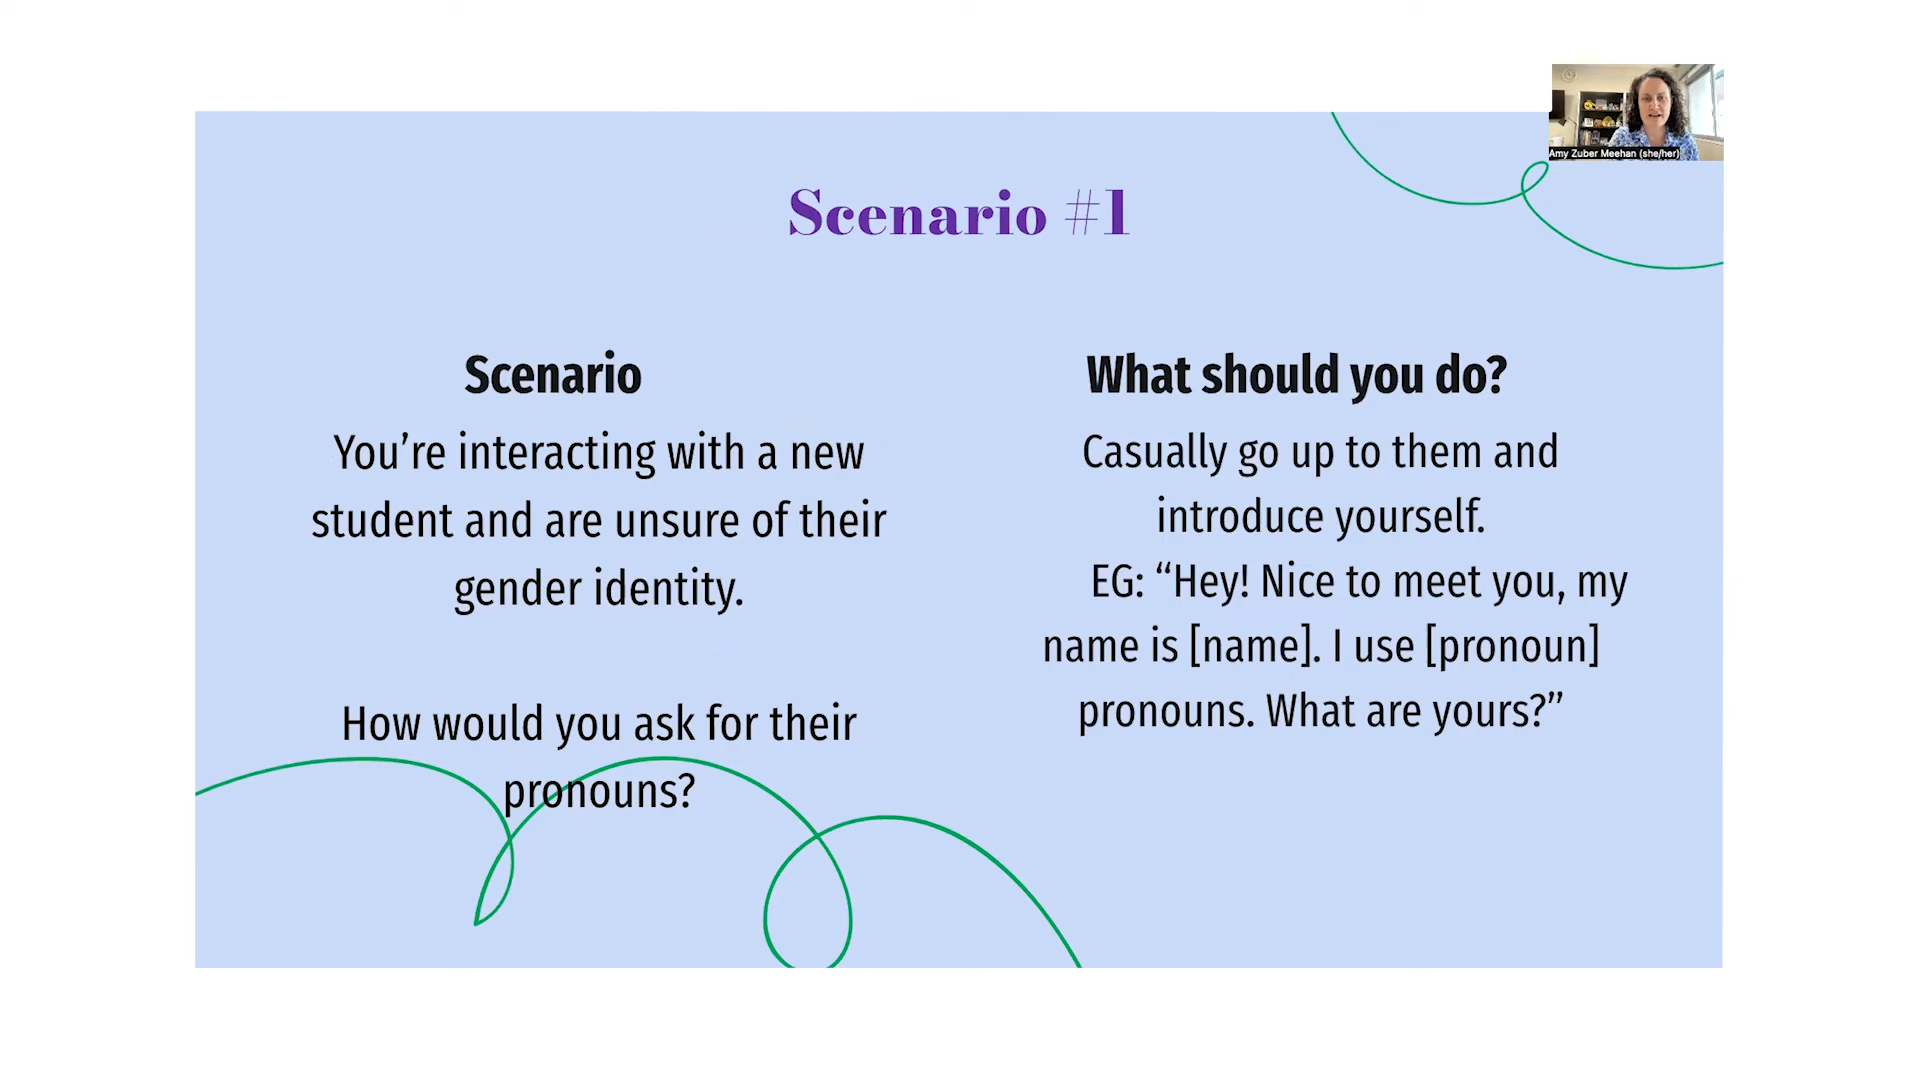 Amy Zuber Meehan (she/her)
Scenario #1
Scenario
You’re interacting with a new
student and are unsure of their
gender identity.
How would you ask for their
pronouns?
What should you do?
Casually go up to them and
introduce yourself.
EG: “Hey! Nice to meet you, my
name is [name]. I use [pronoun]
pronouns. What are yours?”